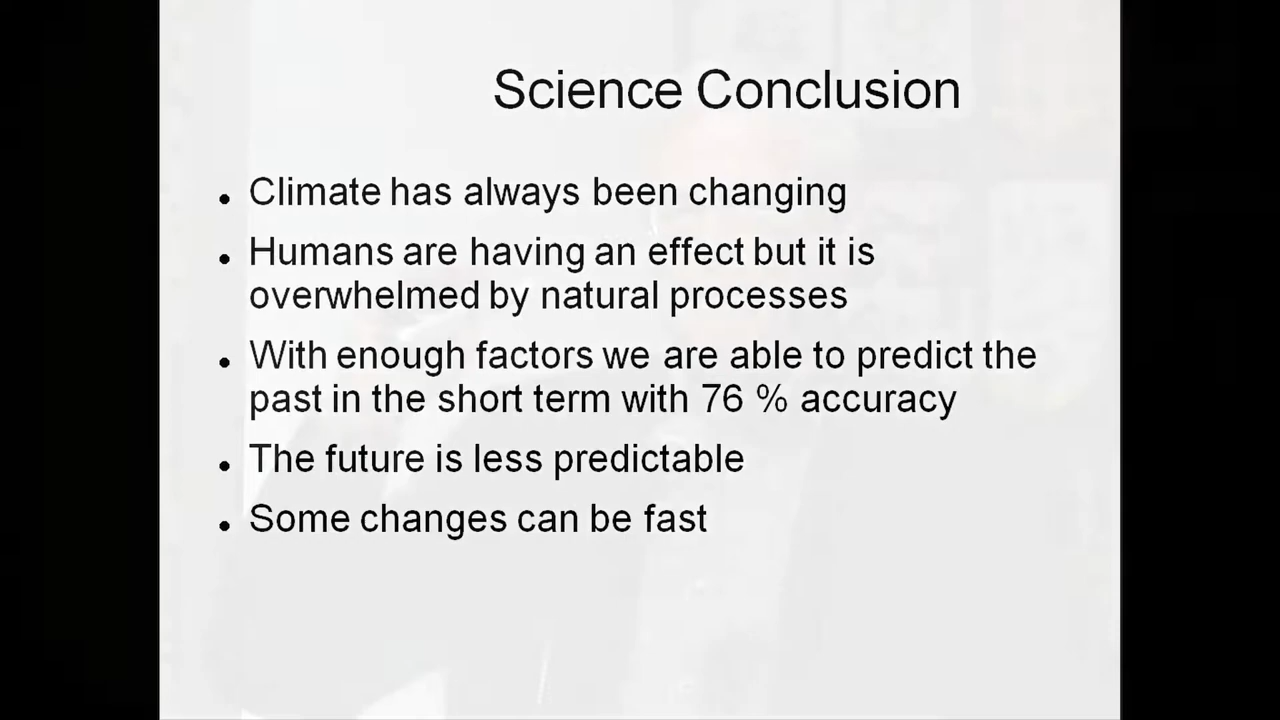 Science Conclusion
• Climate has always been changing
• Humans are having an effect but it is
overwhelmed by natural processes
• With enough factors we are able to predict the
past in the short term with 76 % accuracy
• The future is less predictable
• Some changes can be fast